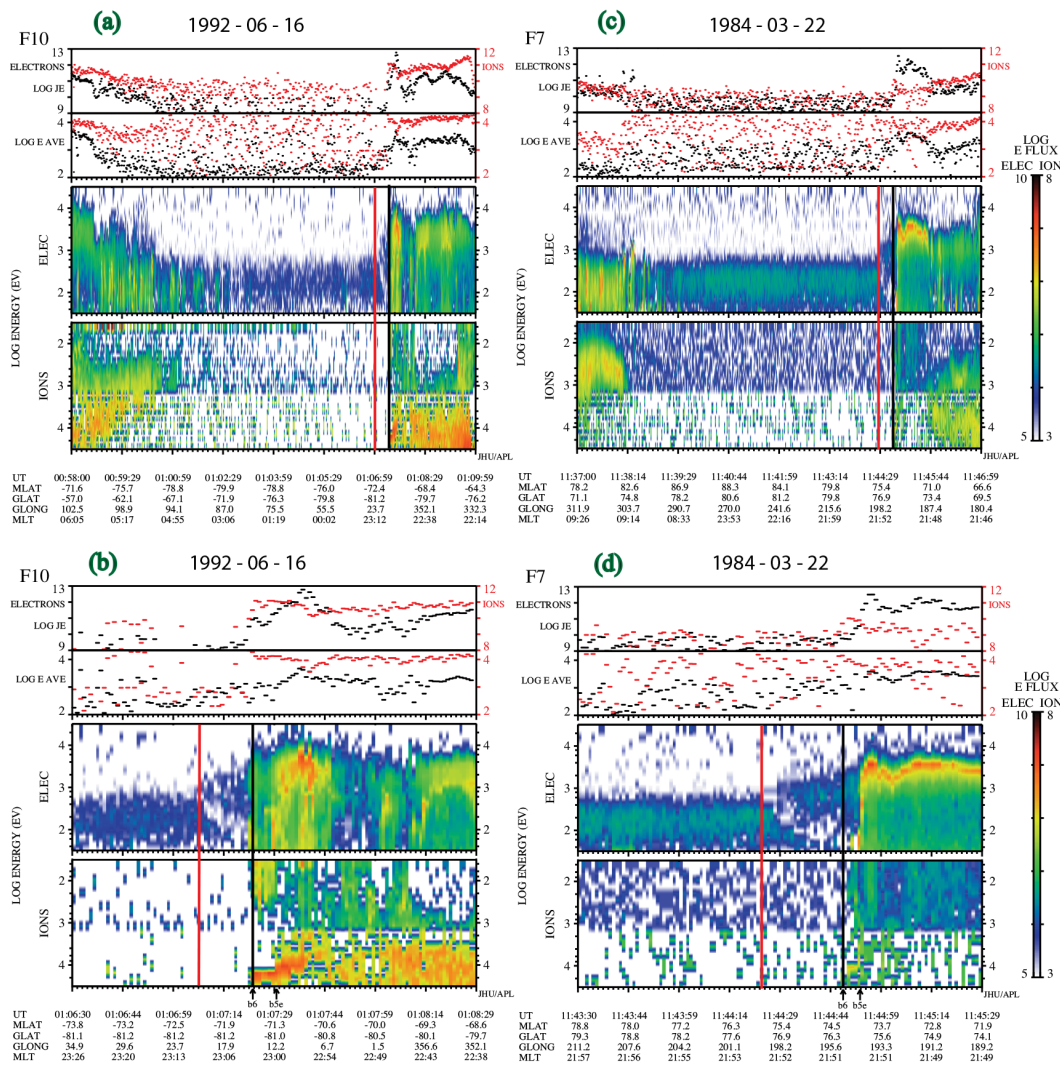 (a) 1992 - 06 - 16
F10
13 12
ELECTRONS IONS
LOG JE
9 8
4 4
LOG E AVE
2 2
4 4
ELEC 3 3
2 2
LOG ENERGY (EV)
2 2
IONS 3 3
4 4
JHU/APL
UT 00:58:00 00:59:29 01:00:59 01:02:29 01:03:59 01:05:29 01:06:59 01:08:29 01:09:59
MLAT -71.6 -75.7 -78.8 -79.9 -78.8 -76.0 -72.4 -68.4 -64.3
GLAT -57.0 -62.1 -67.1 -71.9 -76.3 -79.8 -81.2 -79.7 -76.2
GLONG 102.5 98.9 94.1 87.0 75.5 55.5 23.7 352.1 332.3
MLT 06:05 05:17 04:55 03:06 01:19 00:02 23:12 22:38 22:14
(c) 1984 - 03 - 22
F7
13 12
ELECTRONS IONS
LOG JE
9 8
4 4
LOG E AVE
2 2
4 4
ELEC 3 3
2 2
LOG ENERGY (EV)
2 2
IONS 3 3
4 4
JHU/APL
UT 11:37:00 11:38:14 11:39:29 11:40:44 11:41:59 11:43:14 11:44:29 11:45:44 11:46:59
MLAT 78.2 82.6 86.9 88.3 84.1 79.8 75.4 71.0 66.6
GLAT 71.1 74.8 78.2 80.6 81.2 79.8 76.9 73.4 69.5
GLONG 311.9 303.7 290.7 270.0 241.6 215.6 198.2 187.4 180.4
MLT 09:26 09:14 08:33 23:53 22:16 21:59 21:52 21:48 21:46
LOG
E FLUX
ELEC ION
10 8
5 3
(b) 1992 - 06 - 16
F10
13 12
ELECTRONS IONS
LOG JE
9 8
4 4
LOG E AVE
2 2
4 4
ELEC 3 3
2 2
LOG ENERGY (EV)
2 2
IONS 3 3
4 4
JHU/APL
b6 b5e
UT 01:06:30 01:06:44 01:06:59 01:07:14 01:07:29 01:07:44 01:07:59 01:08:14 01:08:29
MLAT -73.8 -73.2 -72.5 -71.9 -71.3 -70.6 -70.0 -69.3 -68.6
GLAT -81.1 -81.2 -81.2 -81.2 -81.0 -80.8 -80.5 -80.1 -79.7
GLONG 34.9 29.6 23.7 17.9 12.2 6.7 1.5 356.6 352.1
MLT 23:26 23:20 23:13 23:06 23:00 22:54 22:49 22:43 22:38
(d) 1984 - 03 - 22
F7
13 12
ELECTRONS IONS
LOG JE
9 8
4 4
LOG E AVE
2 2
4 4
ELEC 3 3
2 2
LOG ENERGY (EV)
2 2
IONS 3 3
4 4
JHU/APL
b6 b5e
UT 11:43:30 11:43:44 11:43:59 11:44:14 11:44:29 11:44:44 11:44:59 11:45:14 11:45:29
MLAT 78.8 78.0 77.2 76.3 75.4 74.5 73.7 72.8 71.9
GLAT 79.3 78.8 78.2 77.6 76.9 76.3 75.6 74.9 74.1
GLONG 211.2 207.6 204.2 201.1 198.2 195.6 193.3 191.2 189.2
MLT 21:57 21:56 21:55 21:53 21:52 21:51 21:51 21:49 21:49
LOG
E FLUX
ELEC ION
10 8
5 3